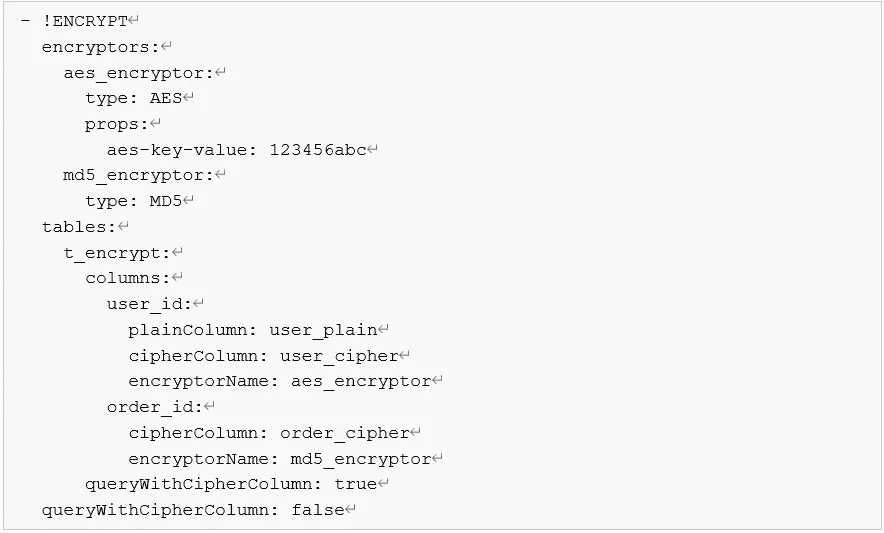 - !ENCRYPT↵
encryptors:↵
aes_encryptor:↵
type: AES↵
props:↵
aes-key-value: 123456abc↵
md5_encryptor:↵
type: MD5↵
tables:↵
t_encrypt:↵
columns:↵
user_id:↵
plainColumn: user_plain↵
cipherColumn: user_cipher↵
encryptorName: aes_encryptor↵
order_id:↵
cipherColumn: order_cipher↵
encryptorName: md5_encryptor↵
queryWithCipherColumn: true↵
queryWithCipherColumn: false↵